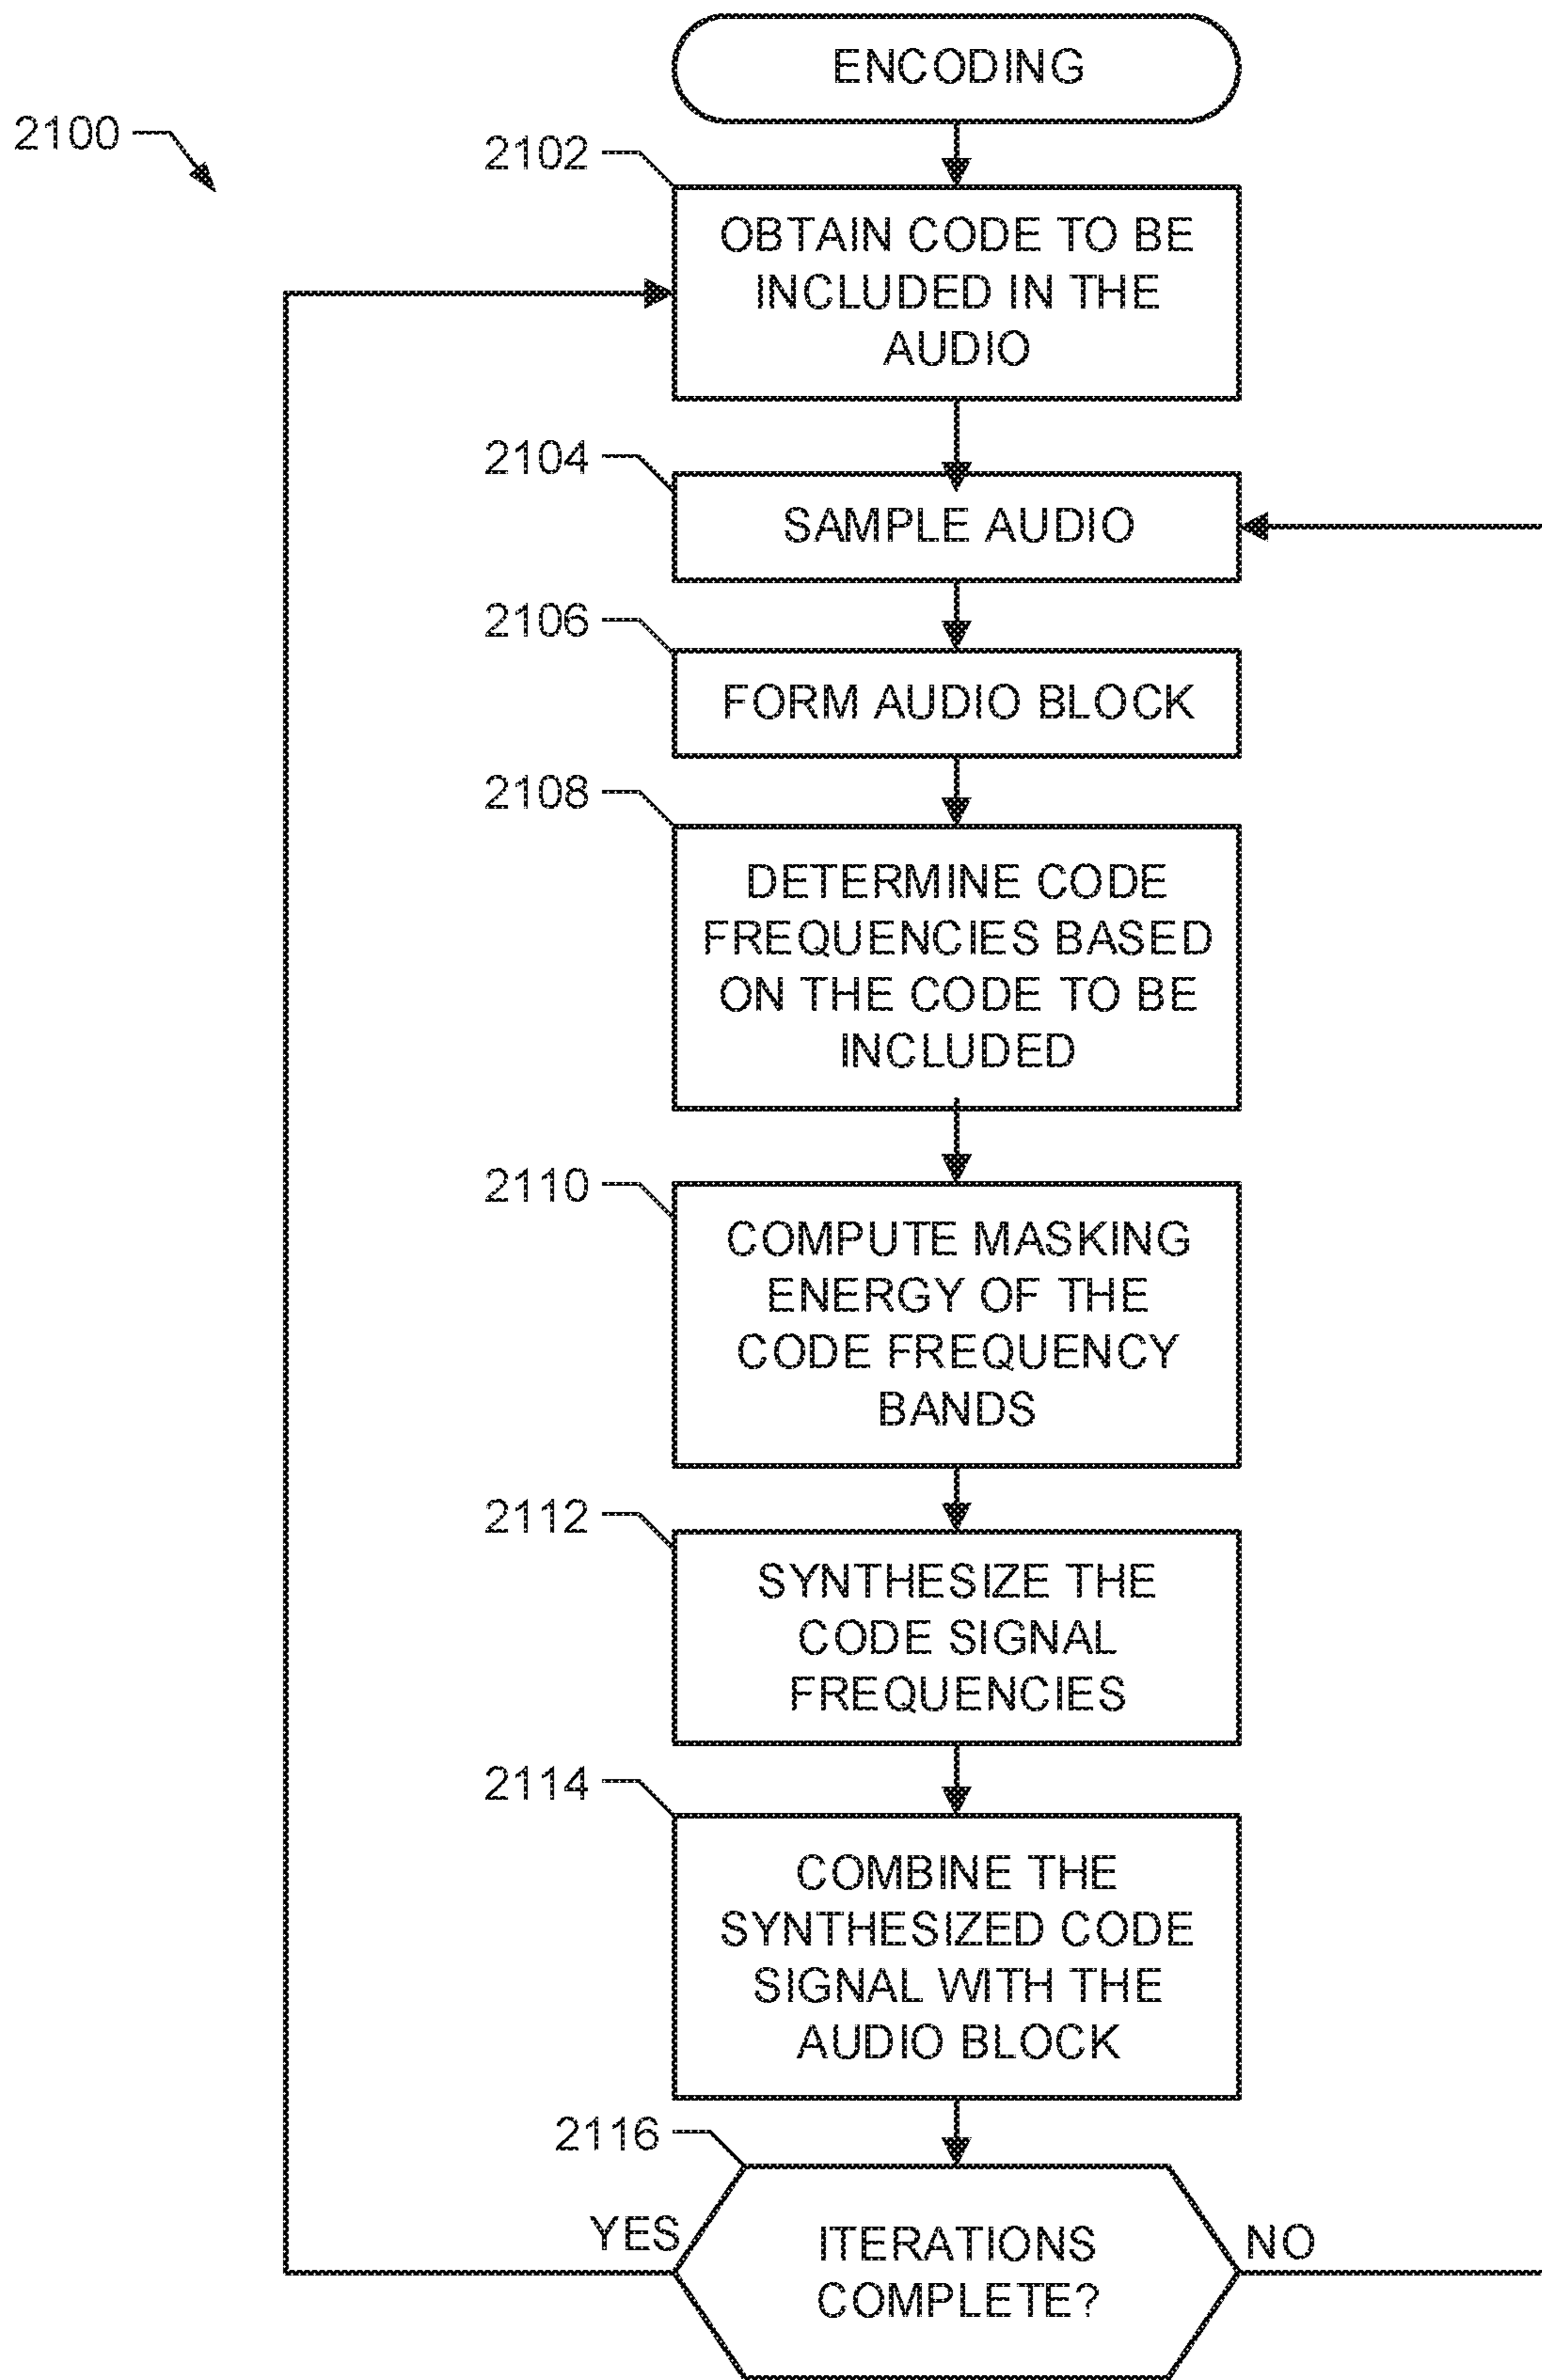 ENCODING
2100
2102
OBTAIN CODE TO BE
INCLUDED IN THE
AUDIO
2104
SAMPLE AUDIO
2106
FORM AUDIO BLOCK
2108
DETERMINE CODE
FREQUENCIES BASED
ON THE CODE TO BE
INCLUDED
2110
COMPUTE MASKING
ENERGY OF THE
CODE FREQUENCY
BANDS
2112
SYNTHESIZE THE
CODE SIGNAL
FREQUENCIES
2114
COMBINE THE
SYNTHESIZED CODE
SIGNAL WITH THE
AUDIO BLOCK
2116
YES
ITERATIONS
COMPLETE?
NO